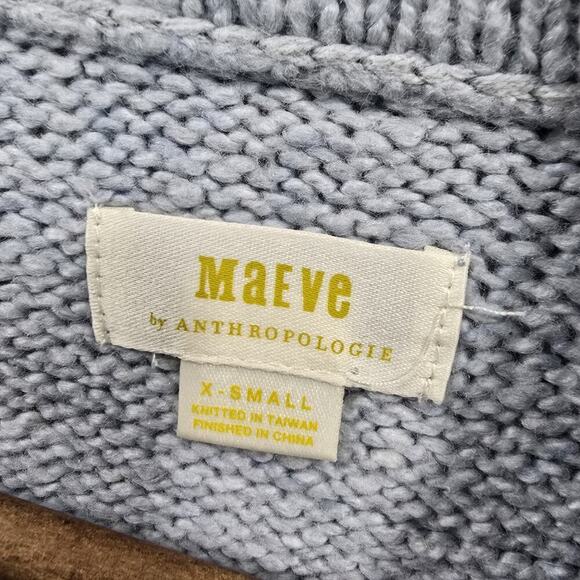 MaEve
by ANTHROPOLOGIE
X-SMALL
KNITTED IN TAIWAN
FINISHED IN CHINA